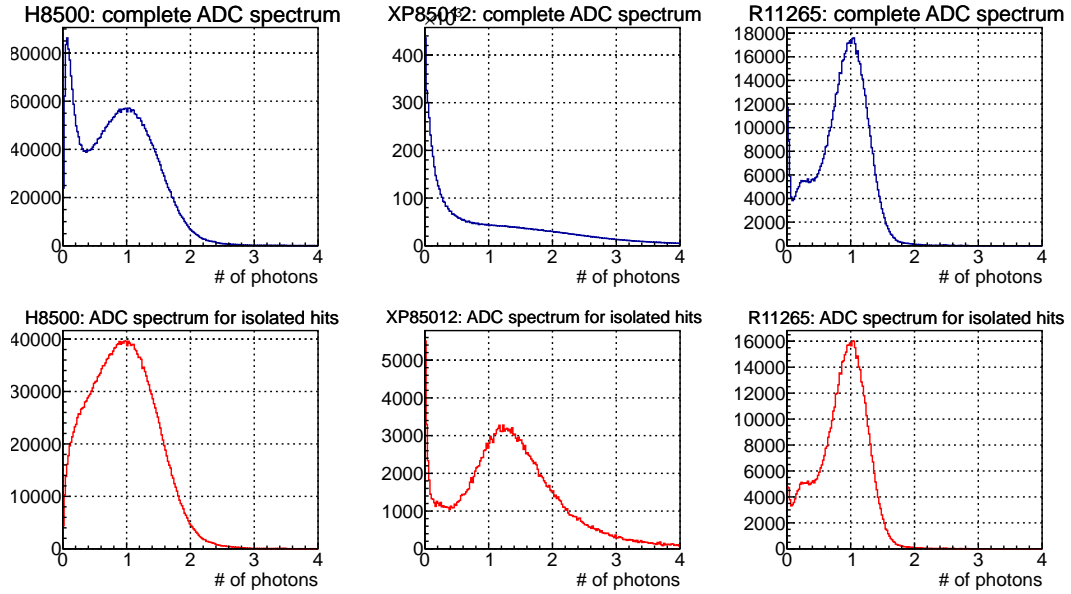 H8500: complete ADC spectrum
80000
60000
40000
20000
0
0 1 2 3 4
# of photons
XP85012: complete ADC spectrum
×10³
400
300
200
100
0
0 1 2 3 4
# of photons
R11265: complete ADC spectrum
18000
16000
14000
12000
10000
8000
6000
4000
2000
0
0 1 2 3 4
# of photons
H8500: ADC spectrum for isolated hits
40000
30000
20000
10000
0
0 1 2 3 4
# of photons
XP85012: ADC spectrum for isolated hits
5000
4000
3000
2000
1000
0
0 1 2 3 4
# of photons
R11265: ADC spectrum for isolated hits
16000
14000
12000
10000
8000
6000
4000
2000
0
0 1 2 3 4
# of photons